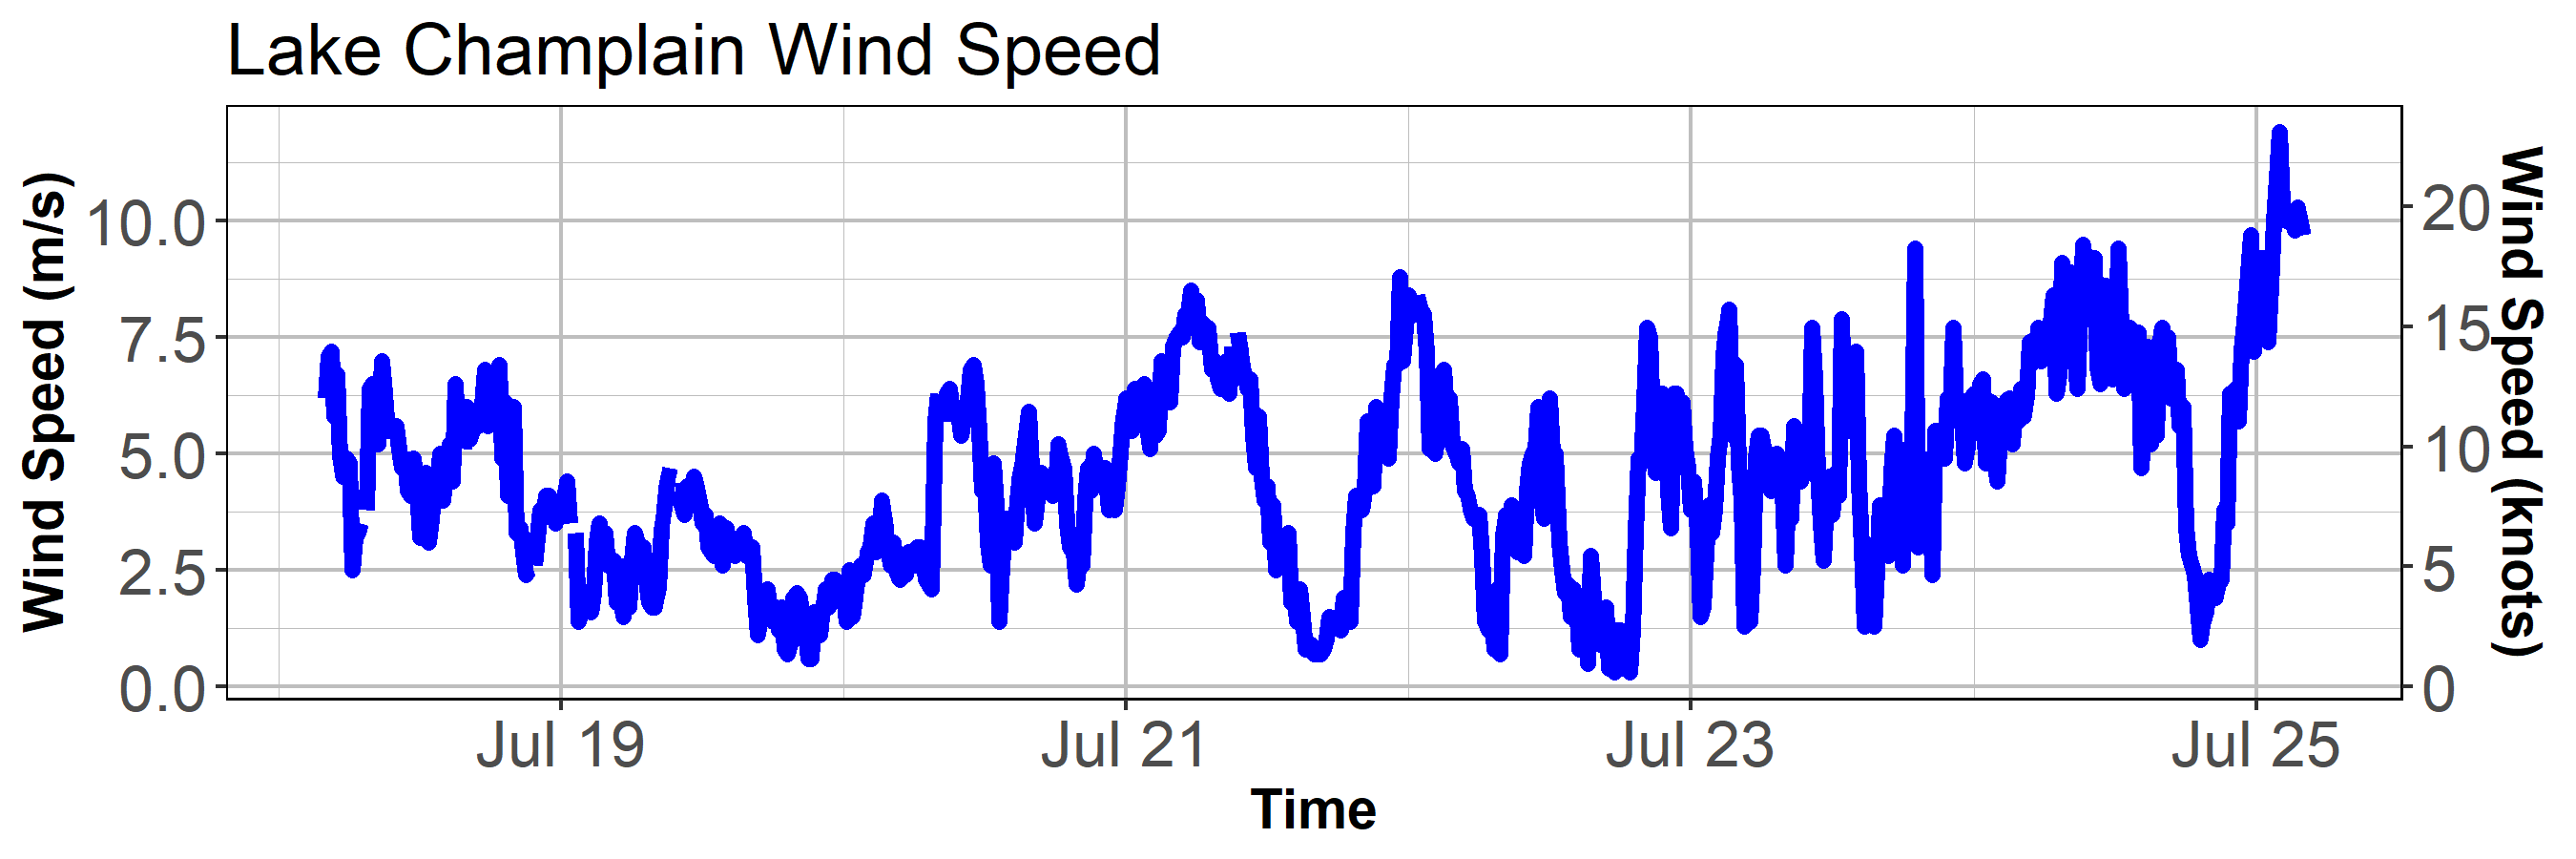 Lake Champlain Wind Speed
Wind Speed (m/s)
10.0
7.5
5.0
2.5
0.0
20
15
10
5
0
Wind Speed (knots)
Jul 19
Jul 21
Jul 23
Jul 25
Time